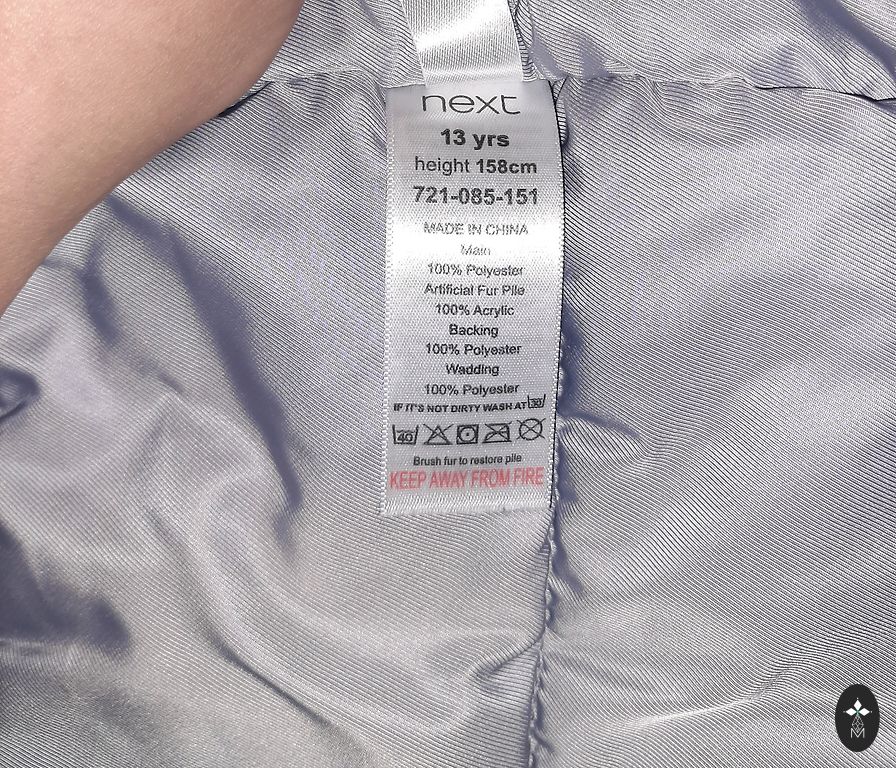 next
13 yrs
height 158cm
721-085-151
MADE IN CHINA
Main
100% Polyester
Artificial Fur Pile
100% Acrylic
Backing
100% Polyester
Wadding
100% Polyester
IF IT'S NOT DIRTY WASH AT 30
40
Brush fur to restore pile
KEEP AWAY FROM FIRE
M